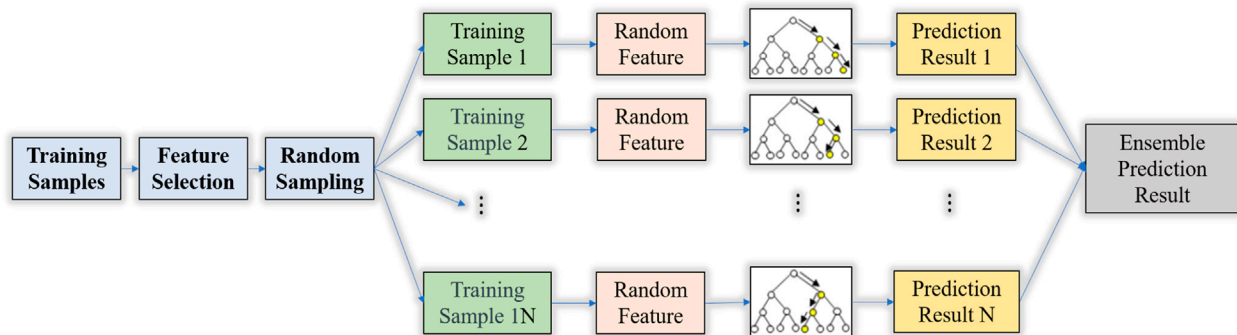 Training
Samples
Feature
Selection
Random
Sampling
Training
Sample 1
Random
Feature
Prediction
Result 1
Training
Sample 2
Random
Feature
Prediction
Result 2
Training
Sample 1N
Random
Feature
Prediction
Result N
Ensemble
Prediction
Result